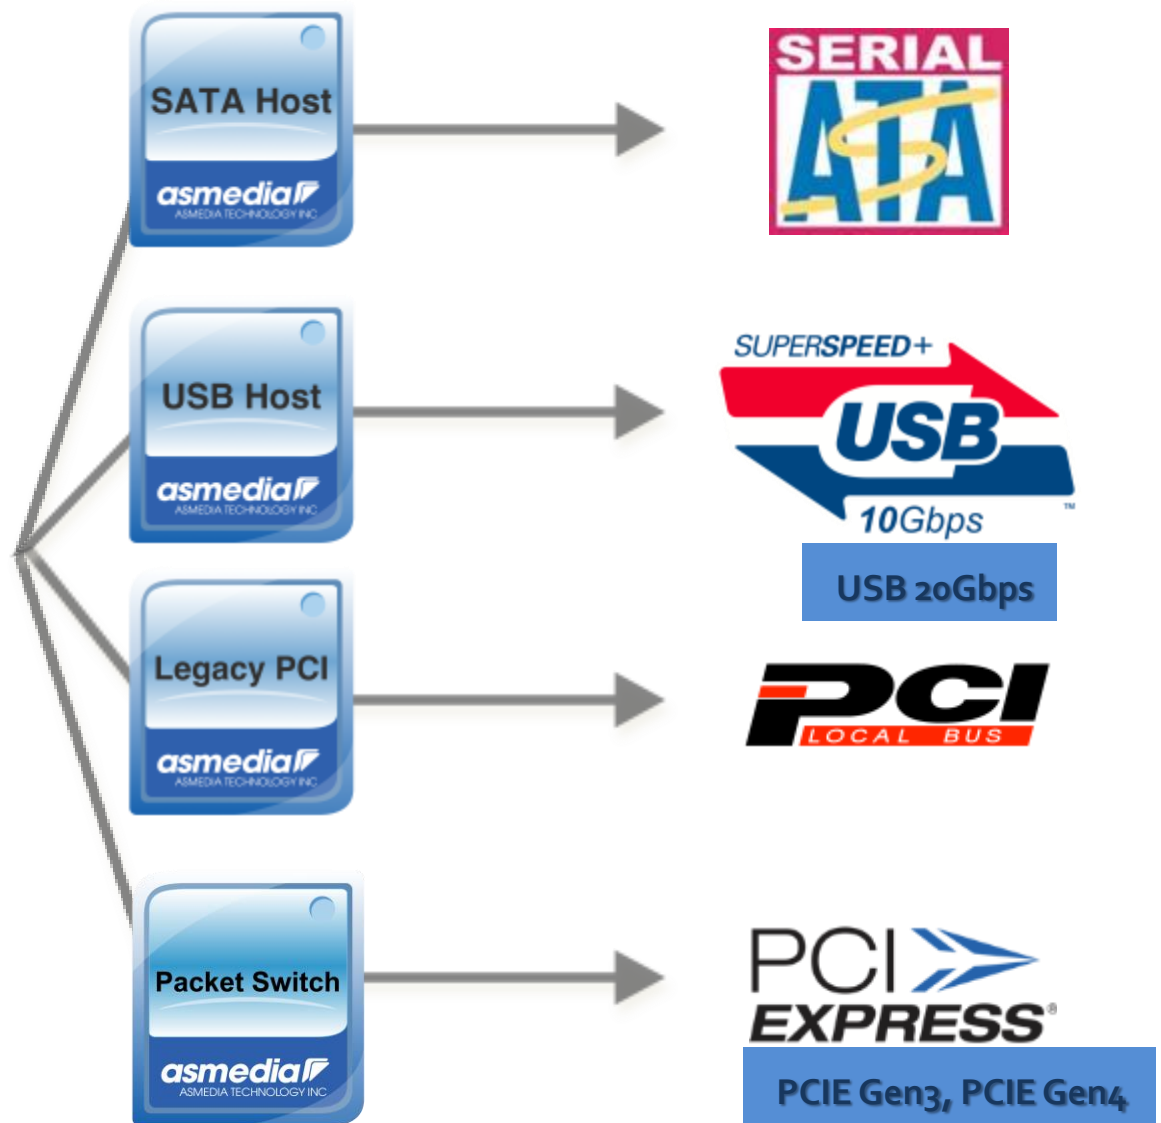 SATA Host
asmedia
ASMEDIA TECHNOLOGY INC
SERIAL
ATA
USB Host
asmedia
ASMEDIA TECHNOLOGY INC
SUPERSPEED+
USB
TM
10Gbps
USB 20Gbps
Legacy PCI
asmedia
ASMEDIA TECHNOLOGY INC
PCI
LOCAL BUS
Packet Switch
asmedia
ASMEDIA TECHNOLOGY INC
PCI
EXPRESS®
PCIE Gen3, PCIE Gen4